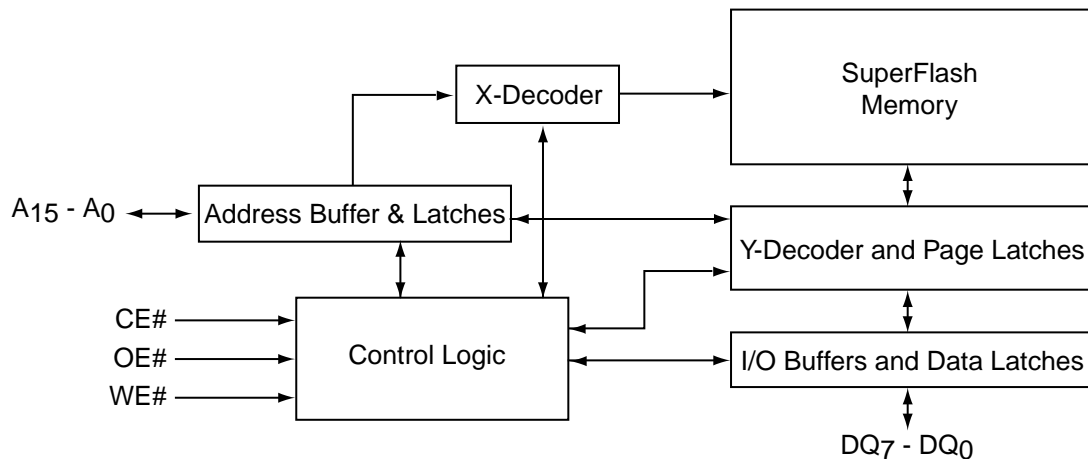 SuperFlash
Memory
X-Decoder
A15 - A0
Address Buffer & Latches
Y-Decoder and Page Latches
CE#
OE#
WE#
Control Logic
I/O Buffers and Data Latches
DQ7 - DQ0